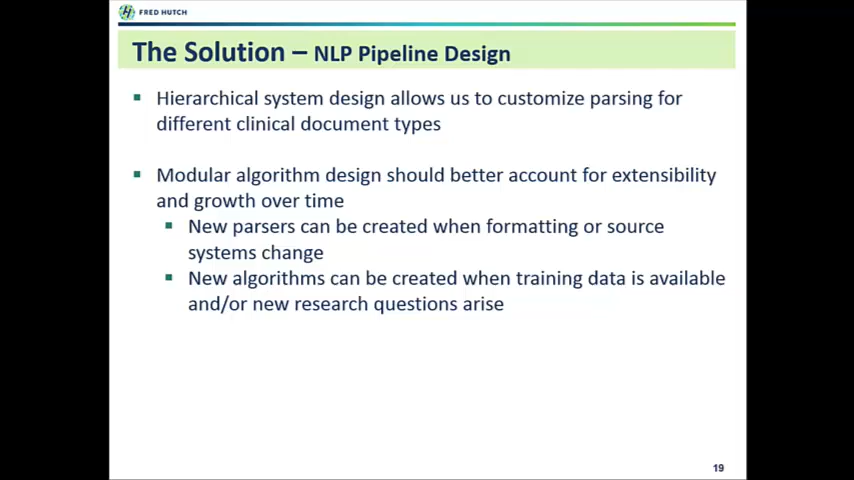 FRED HUTCH
The Solution – NLP Pipeline Design
Hierarchical system design allows us to customize parsing for
different clinical document types
Modular algorithm design should better account for extensibility
and growth over time
New parsers can be created when formatting or source
systems change
New algorithms can be created when training data is available
and/or new research questions arise
19